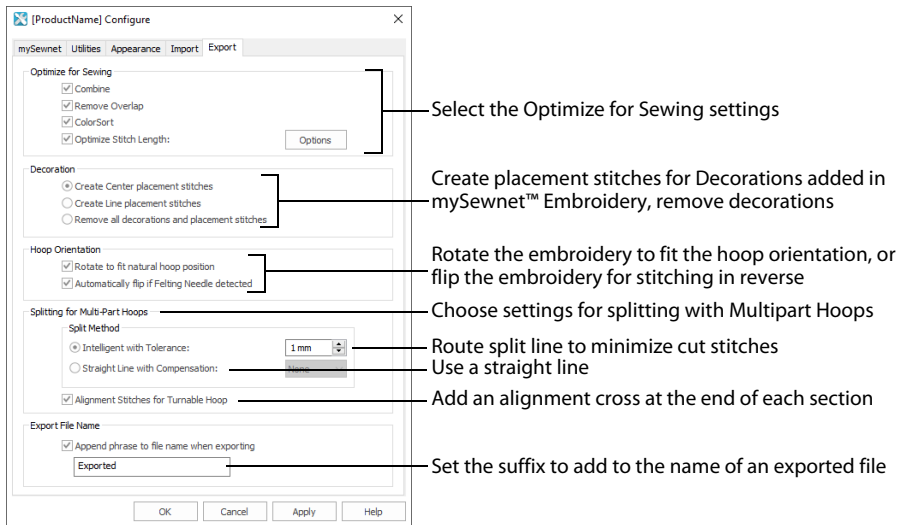 [ProductName] Configure
mySewnet Utilities Appearance Import Export
Optimize for Sewing
Combine
Remove Overlap
ColorSort
Optimize Stitch Length:
Options
Select the Optimize for Sewing settings
Decoration
Create Center placement stitches
Create Line placement stitches
Remove all decorations and placement stitches
Create placement stitches for Decorations added in
mySewnet™ Embroidery, remove decorations
Hoop Orientation
Rotate to fit natural hoop position
Automatically flip if Felting Needle detected
Rotate the embroidery to fit the hoop orientation, or
flip the embroidery for stitching in reverse
Splitting for Multi-Part Hoops
Choose settings for splitting with Multipart Hoops
Split Method
Intelligent with Tolerance:
1 mm
Route split line to minimize cut stitches
Straight Line with Compensation:
None
Use a straight line
Alignment Stitches for Turnable Hoop
Add an alignment cross at the end of each section
Export File Name
Append phrase to file name when exporting
Exported
Set the suffix to add to the name of an exported file
OK Cancel Apply Help